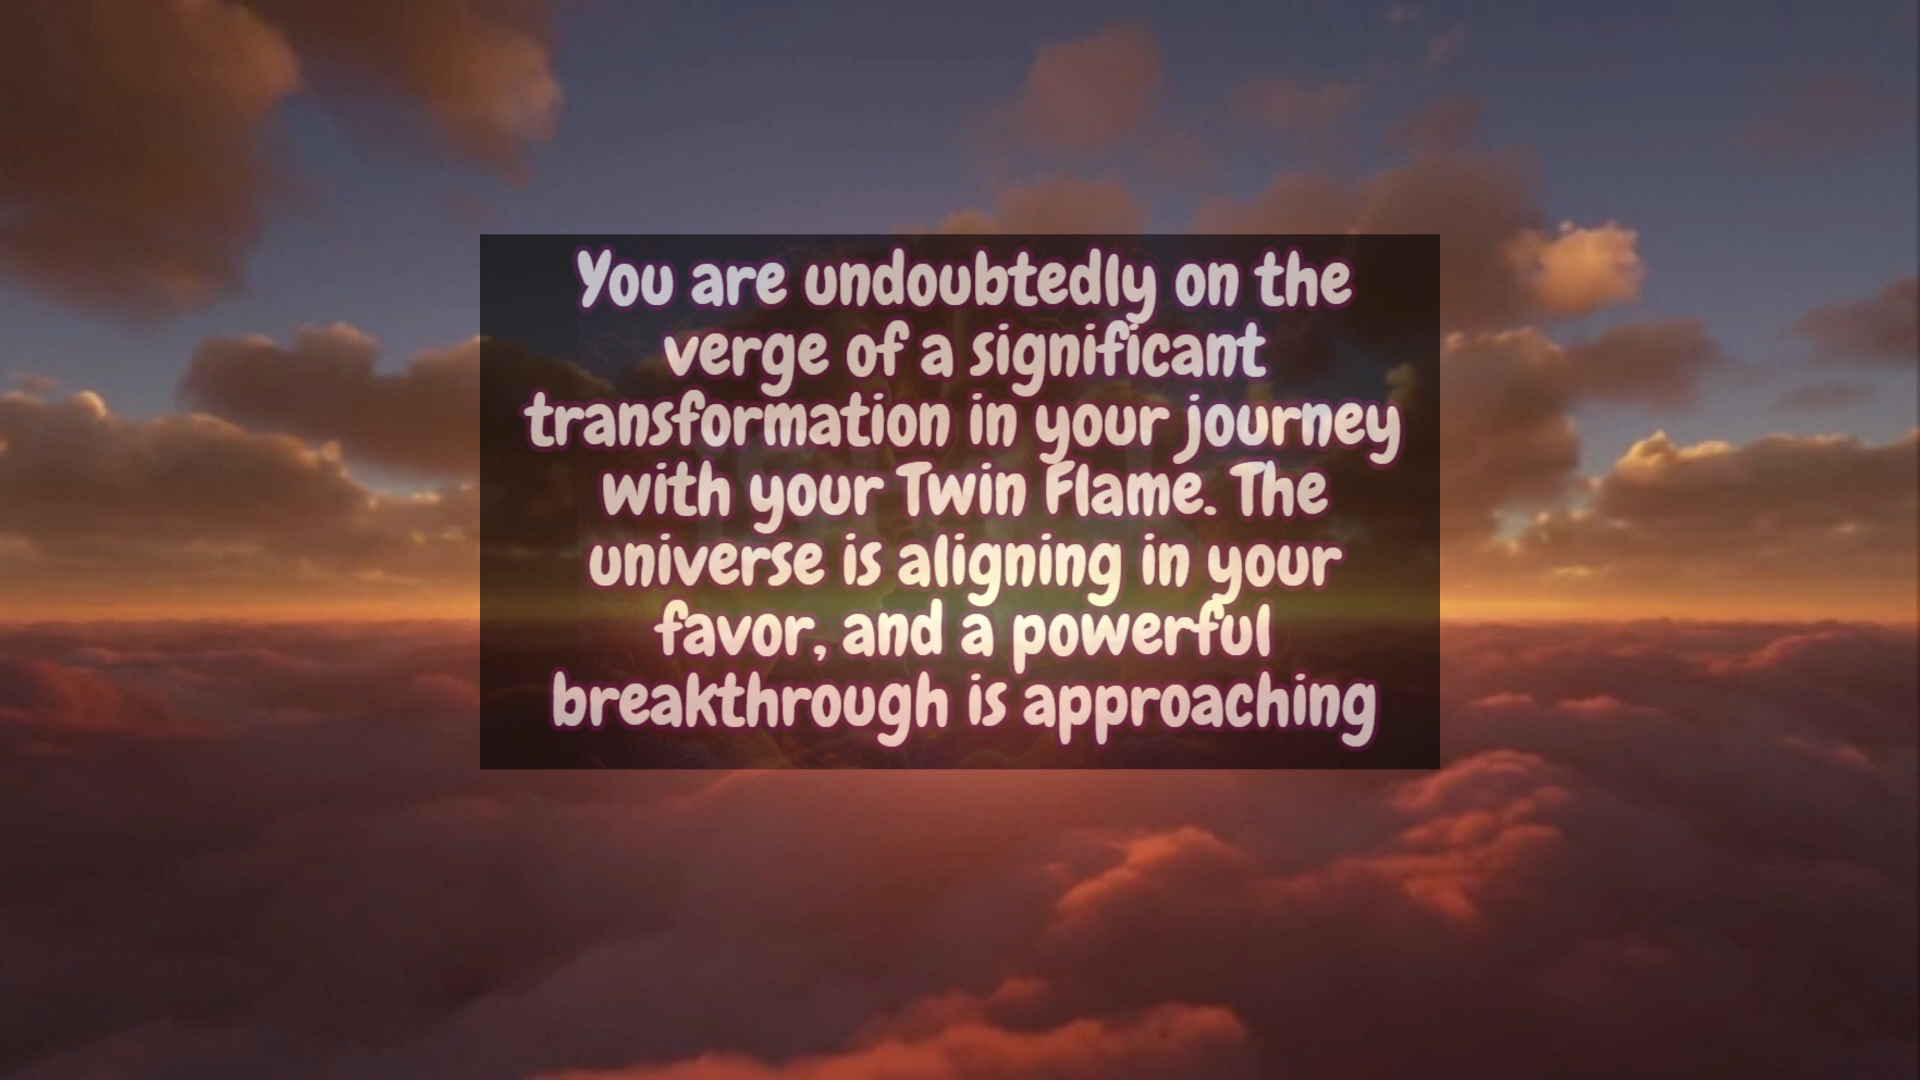 You are undoubtedly on the
verge of a significant
transformation in your journey
with your Twin Flame. The
universe is aligning in your
favor, and a powerful
breakthrough is approaching